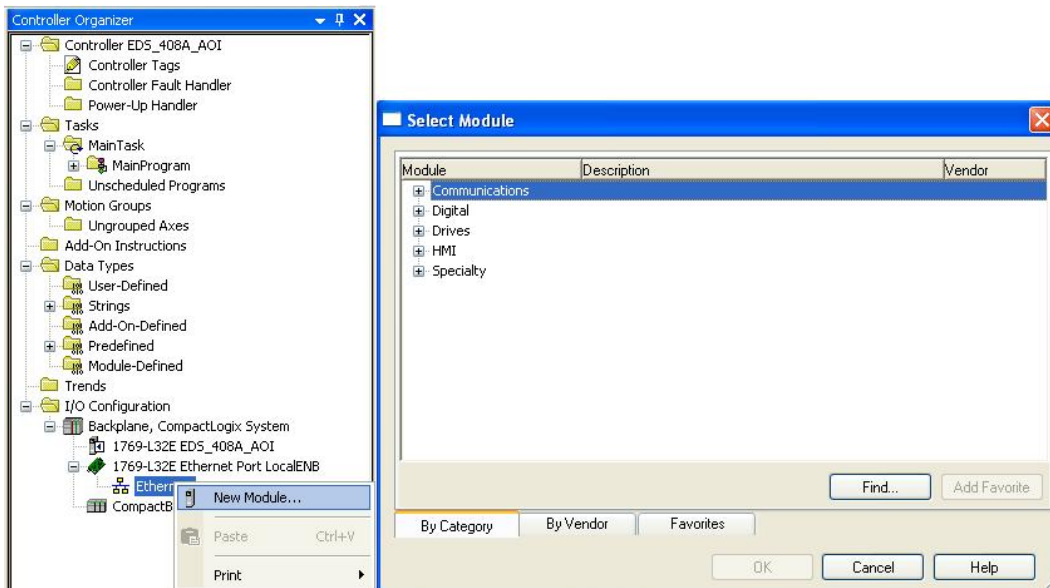 Controller Organizer
Controller EDS_408A_AOI
Controller Tags
Controller Fault Handler
Power-Up Handler
Tasks
MainTask
MainProgram
Unscheduled Programs
Motion Groups
Ungrouped Axes
Add-On Instructions
Data Types
User-Defined
Strings
Add-On-Defined
Predefined
Module-Defined
Trends
I/O Configuration
Backplane, CompactLogix System
1769-L32E EDS_408A_AOI
1769-L32E Ethernet Port LocalENB
Ethern
CompactB
New Module...
Paste Ctrl+V
Print
Select Module
Module Description Vendor
Communications
Digital
Drives
HMI
Specialty
Find... Add Favorite
By Category By Vendor Favorites
OK Cancel Help